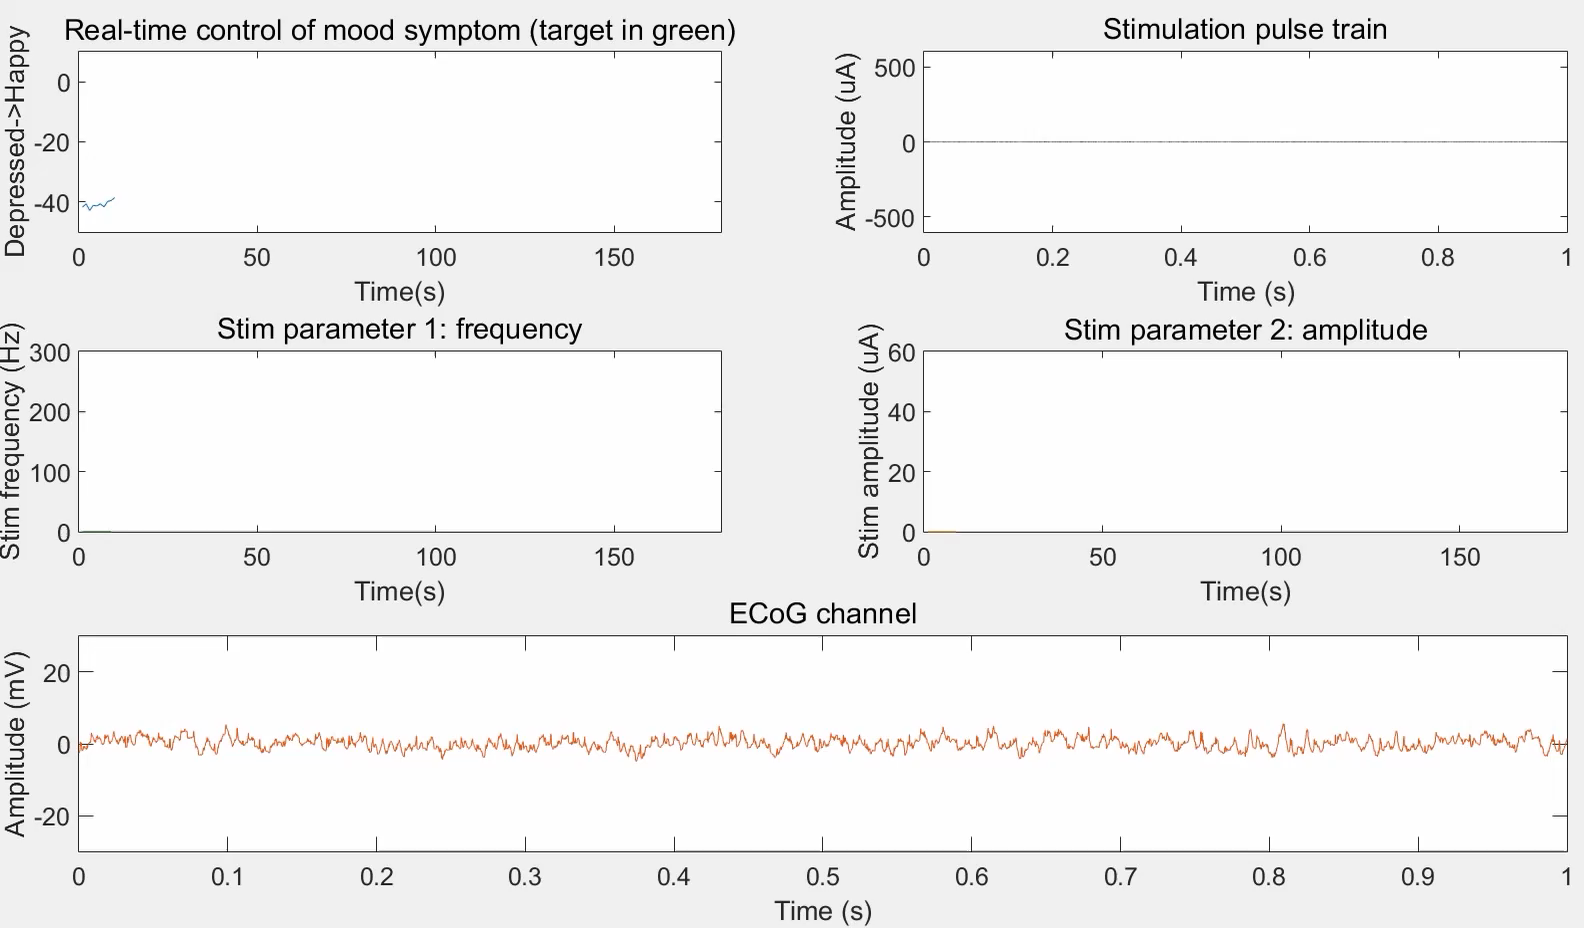 Real-time control of mood symptom (target in green)
Depressed->Happy
0
-20
-40
0 50 100 150
Time(s)
Stimulation pulse train
Amplitude (uA)
500
0
-500
0 0.2 0.4 0.6 0.8 1
Time (s)
Stim parameter 1: frequency
Stim frequency (Hz)
300
200
100
0
0 50 100 150
Time(s)
Stim parameter 2: amplitude
Stim amplitude (uA)
60
40
20
0
0 50 100 150
Time(s)
ECoG channel
Amplitude (mV)
20
0
-20
0 0.1 0.2 0.3 0.4 0.5 0.6 0.7 0.8 0.9 1
Time (s)